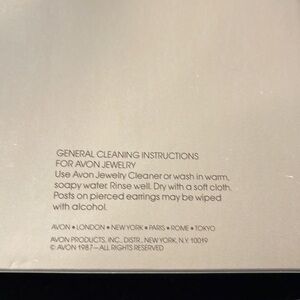 GENERAL CLEANING INSTRUCTIONS
FOR AVON JEWELRY
Use Avon Jewelry Cleaner or wash in warm,
soapy water. Rinse well. Dry with a soft cloth.
Posts on pierced earrings may be wiped
with alcohol.
AVON • LONDON • NEW YORK • PARIS • ROME • TOKYO
AVON PRODUCTS, INC., DISTR., NEW YORK, N.Y. 10019
© AVON 1987—ALL RIGHTS RESERVED